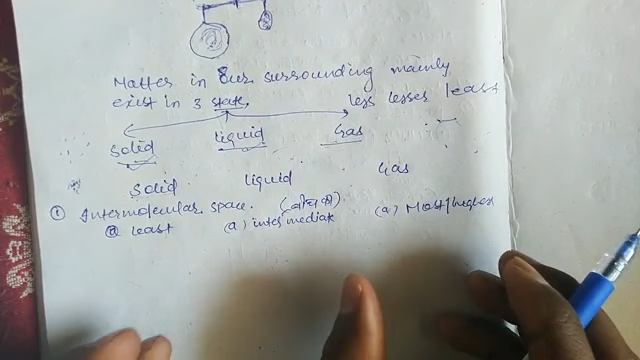 Matter in Our surrounding mainly
exist in 3 state,
less lesses least
Solid liquid Gas
Solid liquid Gas
① Intermolecular space.
(a) least (a) intermediate (a) Most/highest